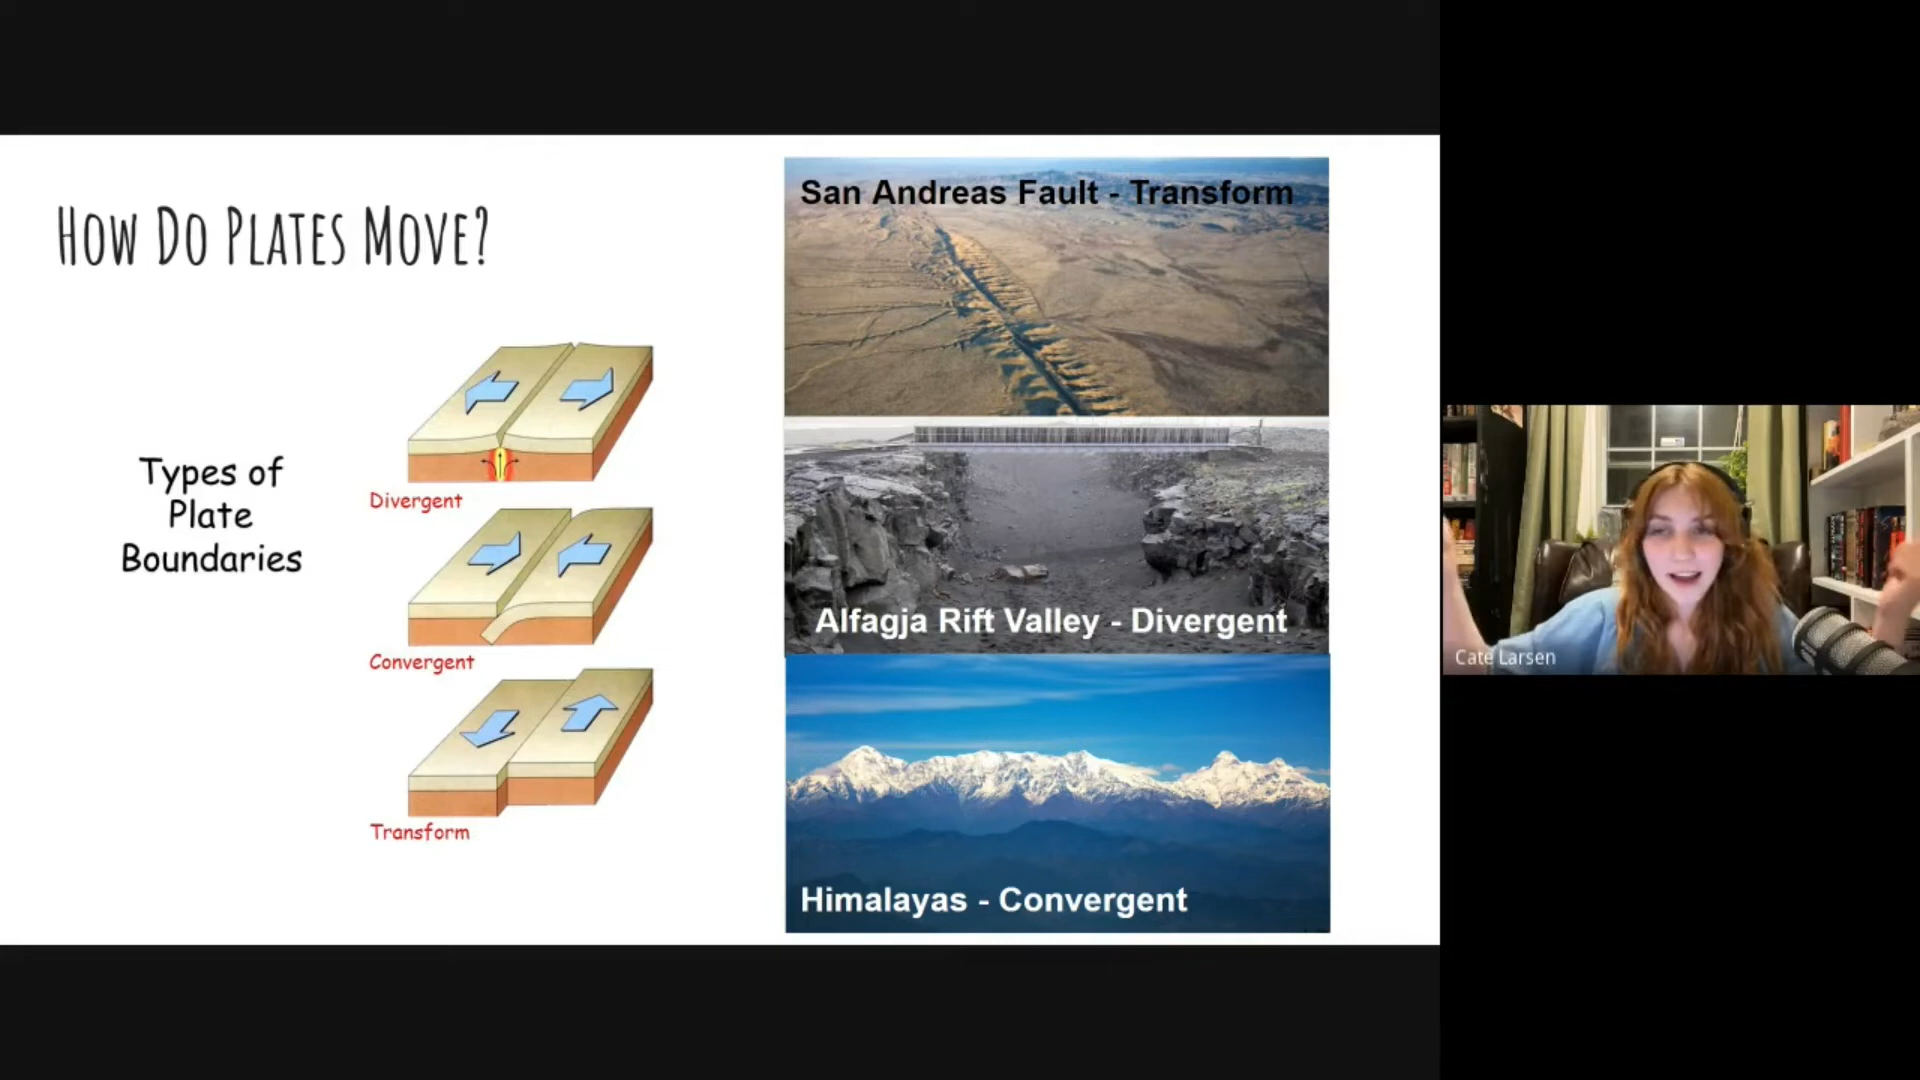 How Do Plates Move?
Types of
Plate
Boundaries
Divergent
Convergent
Transform
San Andreas Fault - Transform
Alfagja Rift Valley - Divergent
Himalayas - Convergent
Cate Larsen